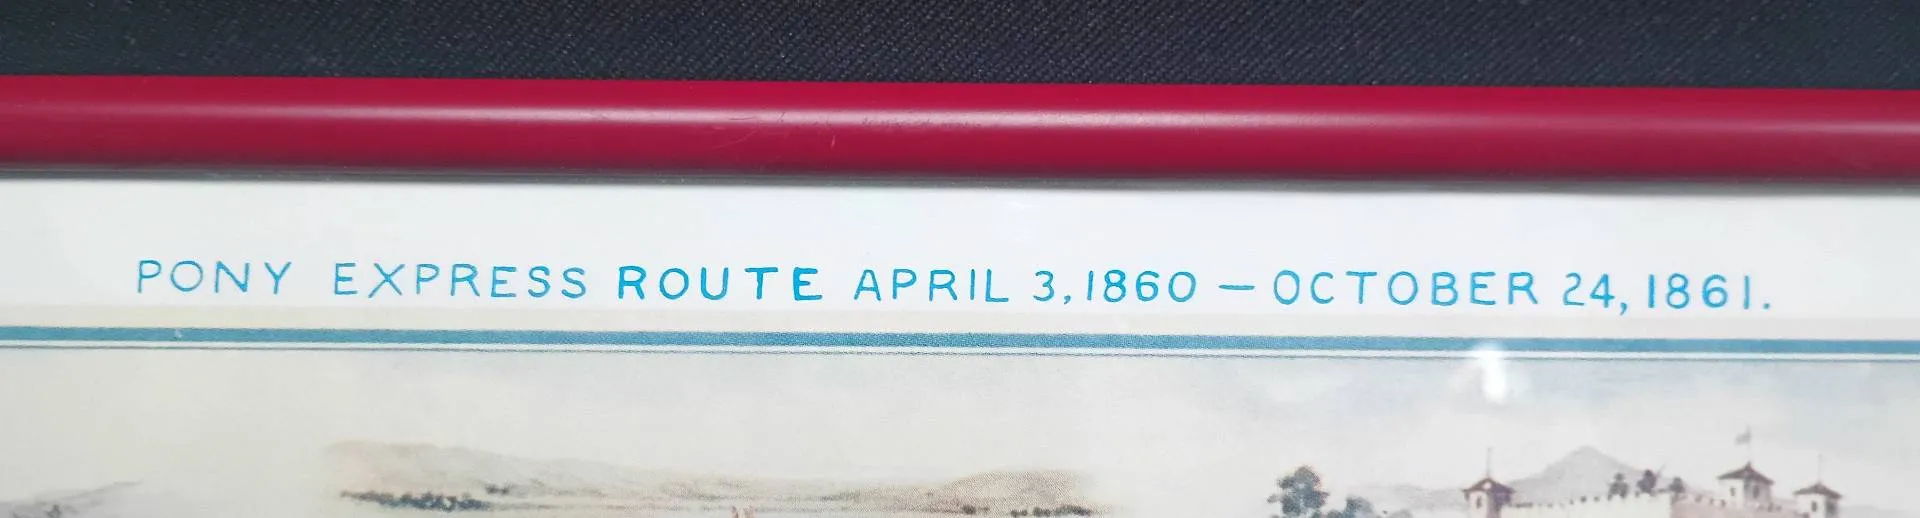 PONY EXPRESS ROUTE APRIL 3, 1860 — OCTOBER 24, 1861.